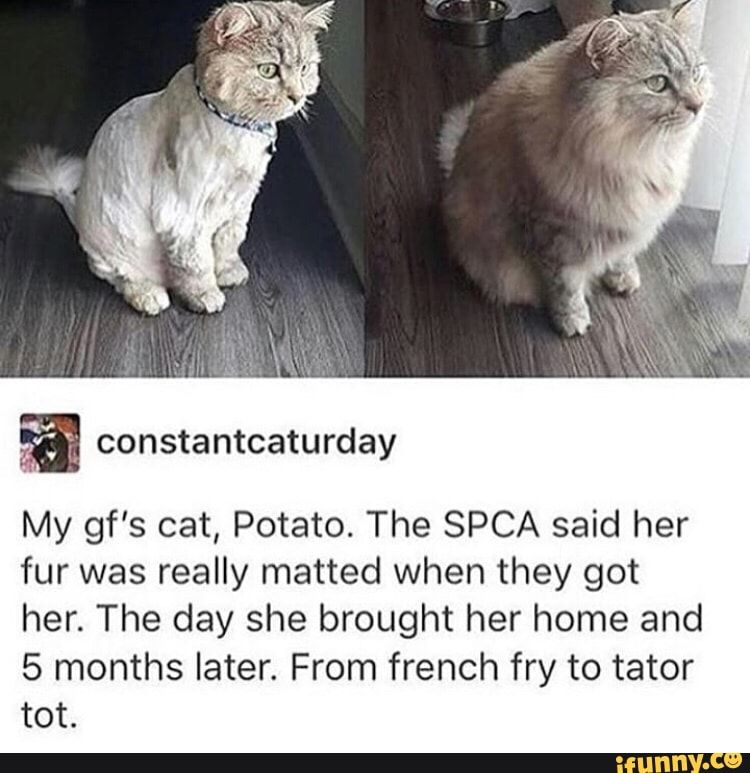 constantcaturday
My gf's cat, Potato. The SPCA said her
fur was really matted when they got
her. The day she brought her home and
5 months later. From french fry to tator
tot.
ifunny.co